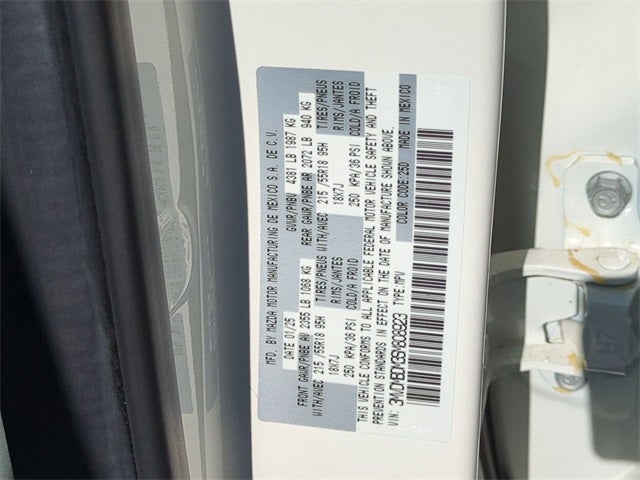 MFD. BY MAZDA MOTOR MANUFACTURING DE MEXICO S.A. DE C.V.
DATE 01/25 GVWR/PNBV 4381 LB 1987 KG
FRONT GAWR/PNBE AV 2355 LB 1068 KG REAR GAWR/PNBE AR 2072 LB 940 KG
WITH/AVEC 215 /55R18 95H TIRES/PNEUS WITH/AVEC 215 /55R18 95H TIRES/PNEUS
18X7J RIMS/JANTES 18X7J RIMS/JANTES
250 KPA/36 PSI COLD/A FROID 250 KPA/36 PSI COLD/A FROID
THIS VEHICLE CONFORMS TO ALL APPLICABLE FEDERAL MOTOR VEHICLE SAFETY AND THEFT
PREVENTION STANDARDS IN EFFECT ON THE DATE OF MANUFACTURE SHOWN ABOVE.
VIN: TYPE:MPV COLOR CODE:25D MADE IN MEXICO